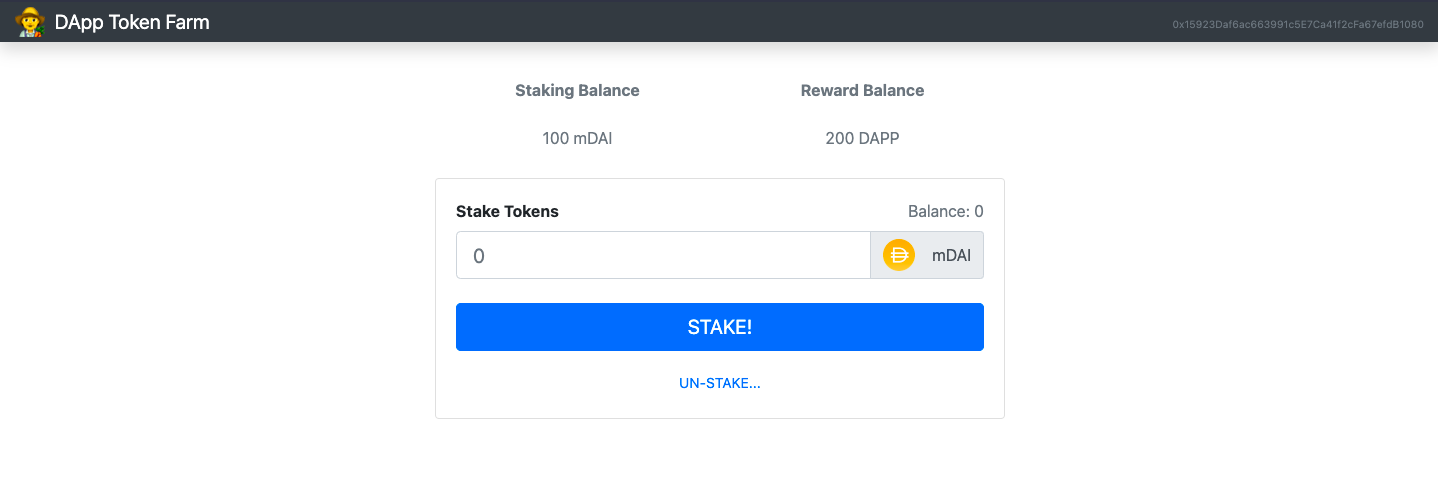 DApp Token Farm
0x15923Daf6ac663991c5E7Ca41f2cFa67efdB1080
Staking Balance Reward Balance
100 mDAI 200 DAPP
Stake Tokens Balance: 0
0 mDAI
STAKE!
UN-STAKE...